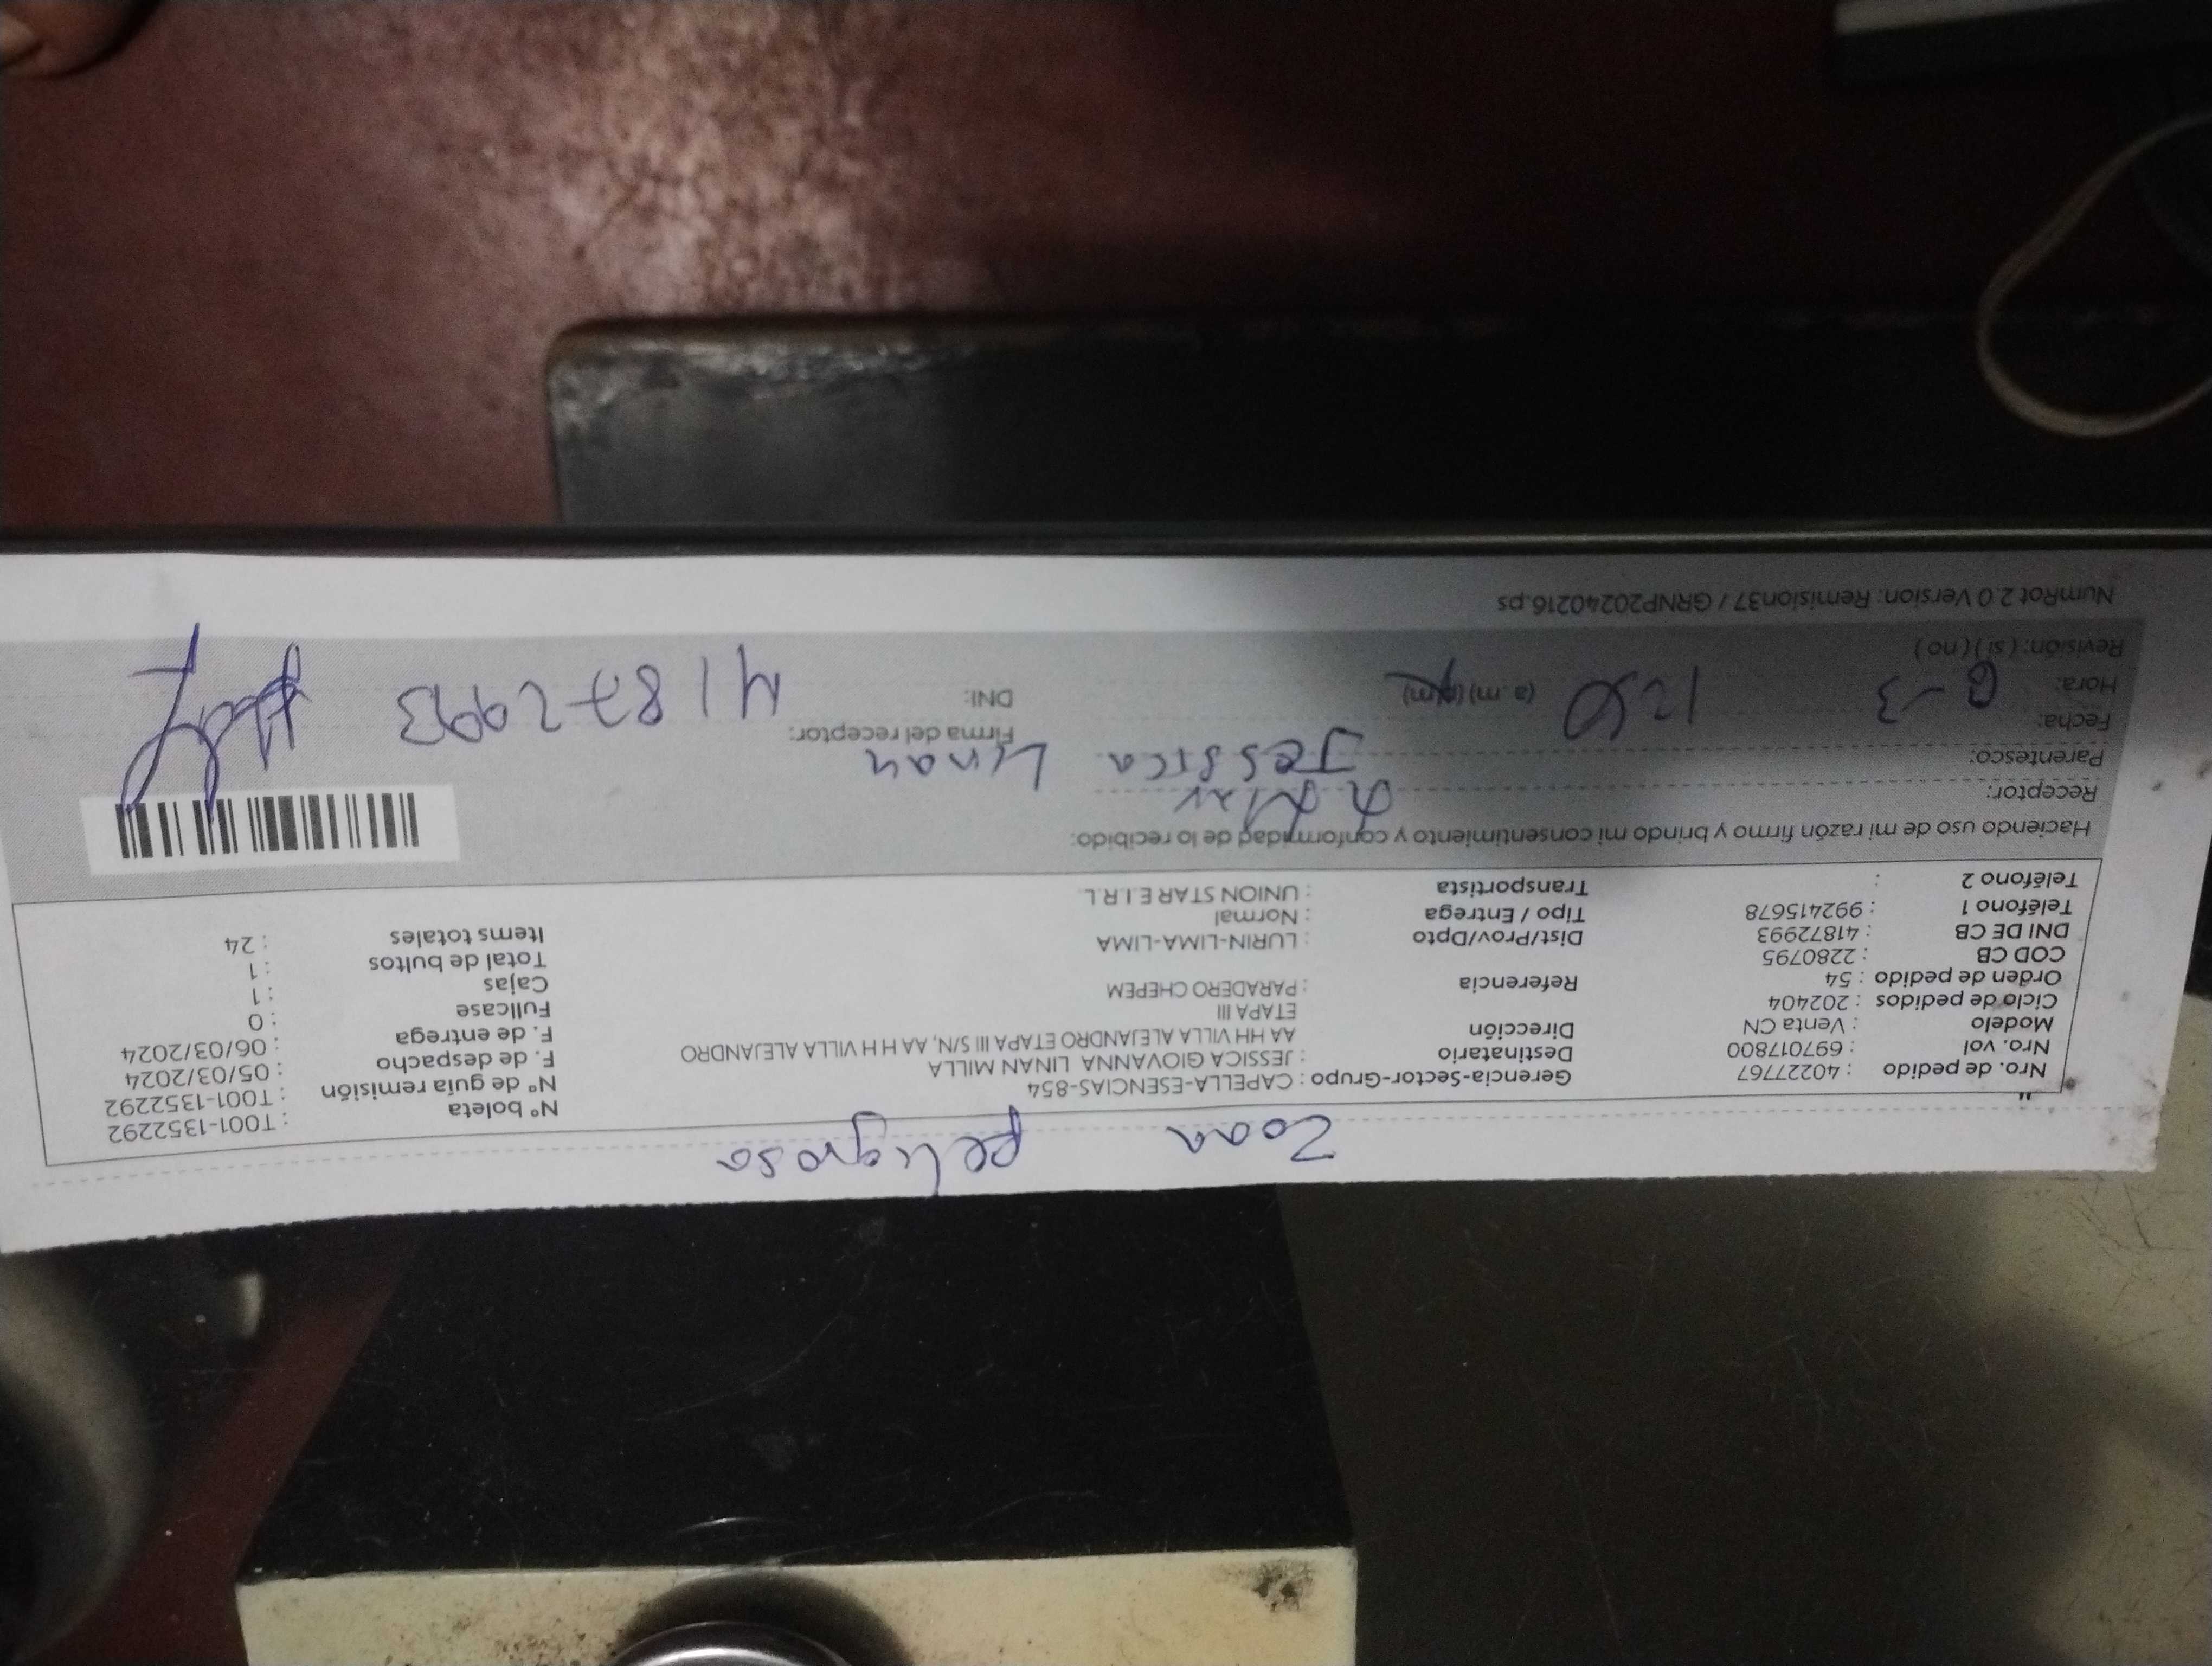 Zona peligrosa
Nro. de pedido : 40227767
Nro. vol : 697017800
Modelo : Venta CN
Ciclo de pedidos : 202404
Orden de pedido : 54
COD CB : 2280795
DNI DE CB : 41872993
Teléfono 1 : 992415678
Teléfono 2 :
Gerencia-Sector-Grupo : CAPELLA-ESENCIAS-854
Destinatario : JESSICA GIOVANNA LINAN MILLA
Dirección AA HH VILLA ALEJANDRO ETAPA III S/N, AA H H VILLA ALEJANDRO
ETAPA III
Referencia : PARADERO CHEPEM
Dist/Prov/Dpto : LURIN-LIMA-LIMA
Tipo / Entrega : Normal
Transportista : UNION STAR E.I.R.L
N° boleta : T001-1352292
N° de guía remisión : T001-1352292
F. de despacho : 05/03/2024
F. de entrega : 06/03/2024
Fullcase : 0
Cajas : 1
Total de bultos : 1
Items totales : 24
Haciendo uso de mi razón firmo y brindo mi consentimiento y conformidad de lo recibido:
Receptor:
Parentesco: Jessica Linan
Fecha: 6-3
Hora: 1250 (a.m) (p.m)
Revisión: ( si ) ( no )
Firma del receptor:
DNI: 41872993
NumRot 2.0 Version: Remision37 / GRNP20240216.ps